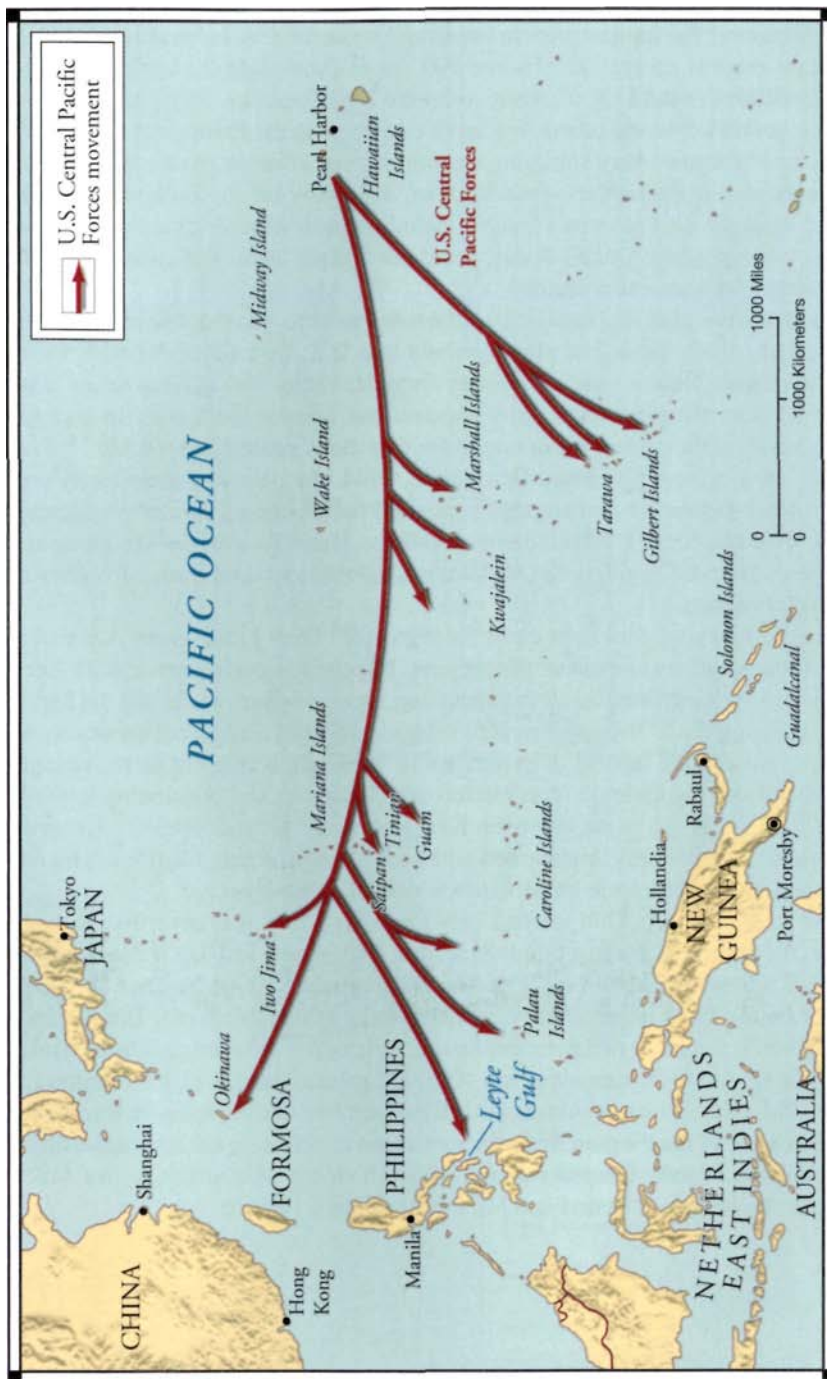 U.S. Central Pacific
Forces movement
PACIFIC OCEAN
CHINA
Shanghai
Hong
Kong
JAPAN
Tokyo
FORMOSA
Okinawa
Iwo Jima
Midway Island
Wake Island
Pearl Harbor
Hawaiian
Islands
U.S. Central
Pacific Forces
Mariana Islands
Saipan
Tinian
Guam
Marshall Islands
Kwajalein
Tarawa
Gilbert Islands
PHILIPPINES
Manila
Leyte
Gulf
Palau
Islands
Caroline Islands
NETHERLANDS
EAST INDIES
Hollandia
NEW
GUINEA
Rabaul
Port Moresby
Solomon Islands
Guadalcanal
AUSTRALIA
0
1000 Miles
0
1000 Kilometers